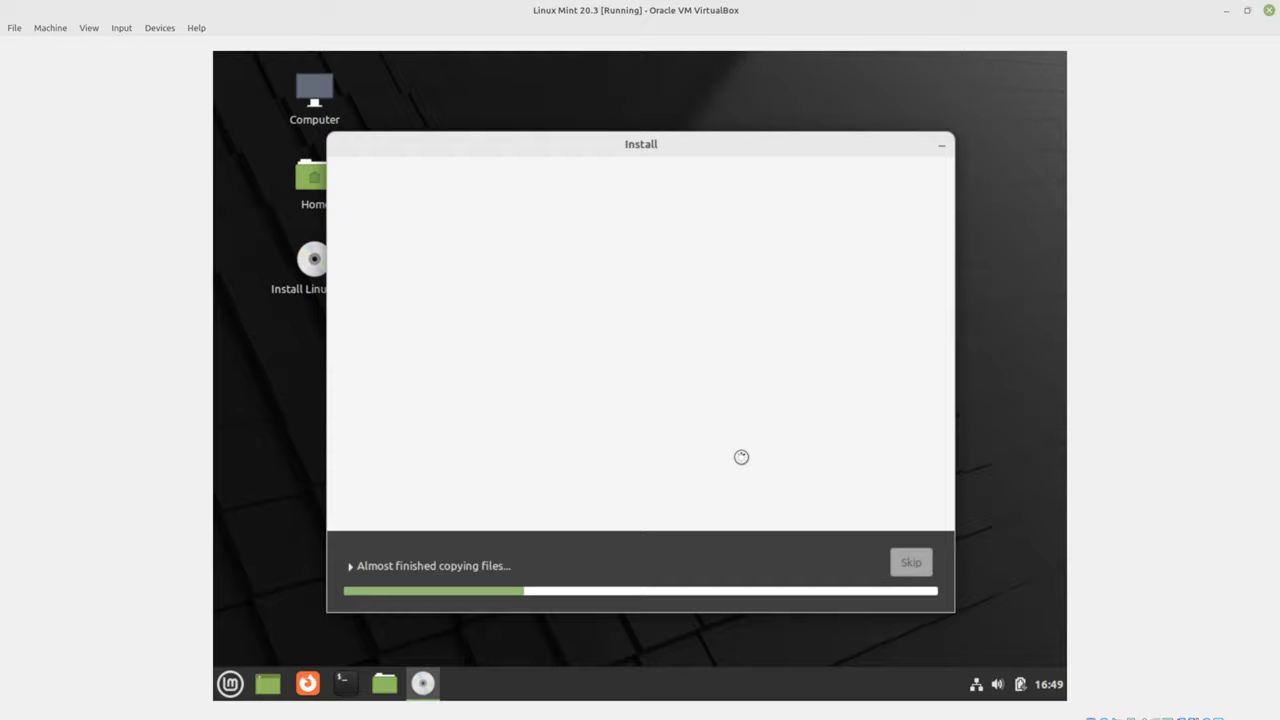 Linux Mint 20.3 [Running] - Oracle VM VirtualBox
File Machine View Input Devices Help
Computer
Install
Home
Install Linu
Almost finished copying files...
Skip
16:49